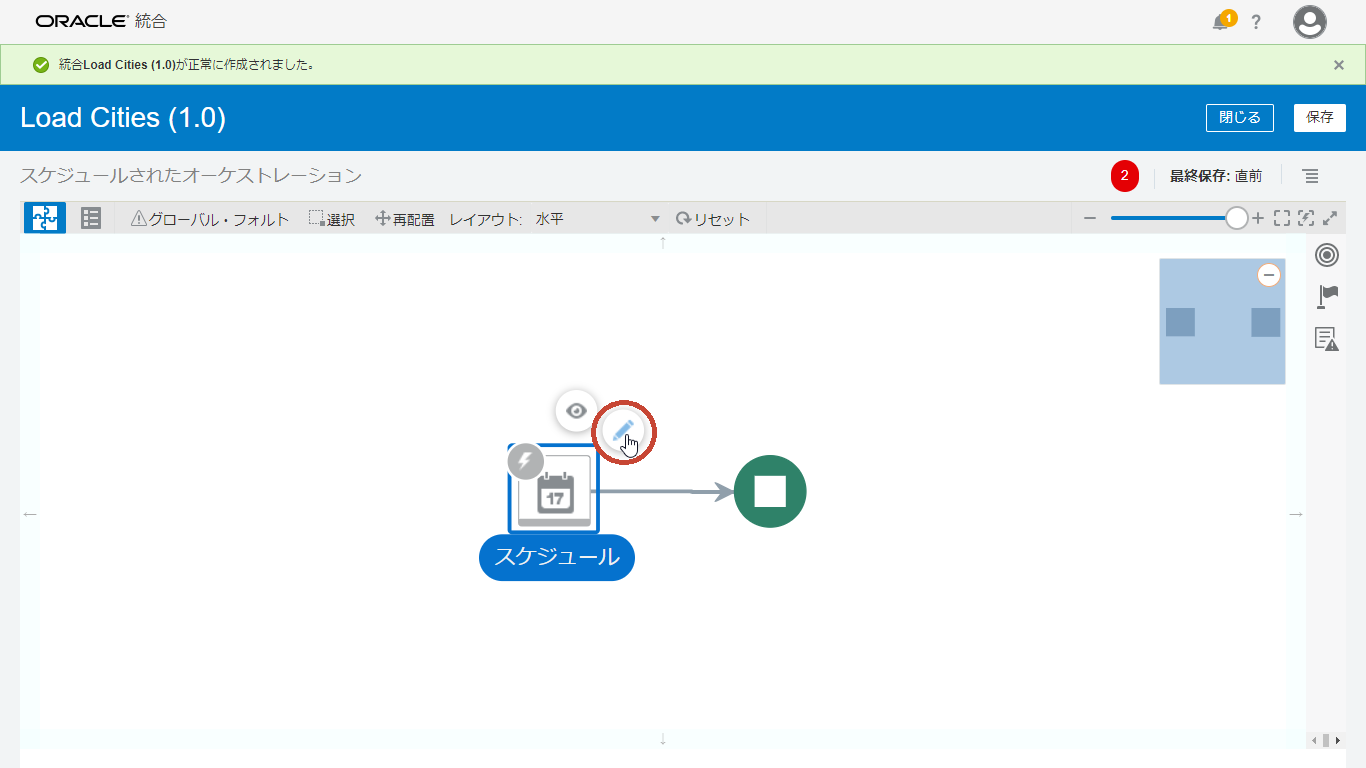 ORACLE® 統合
1
?
統合Load Cities (1.0)が正常に作成されました。
Load Cities (1.0)
閉じる
保存
スケジュールされたオーケストレーション
2
最終保存: 直前
グローバル・フォルト
選択
再配置
レイアウト:
水平
リセット
17
スケジュール